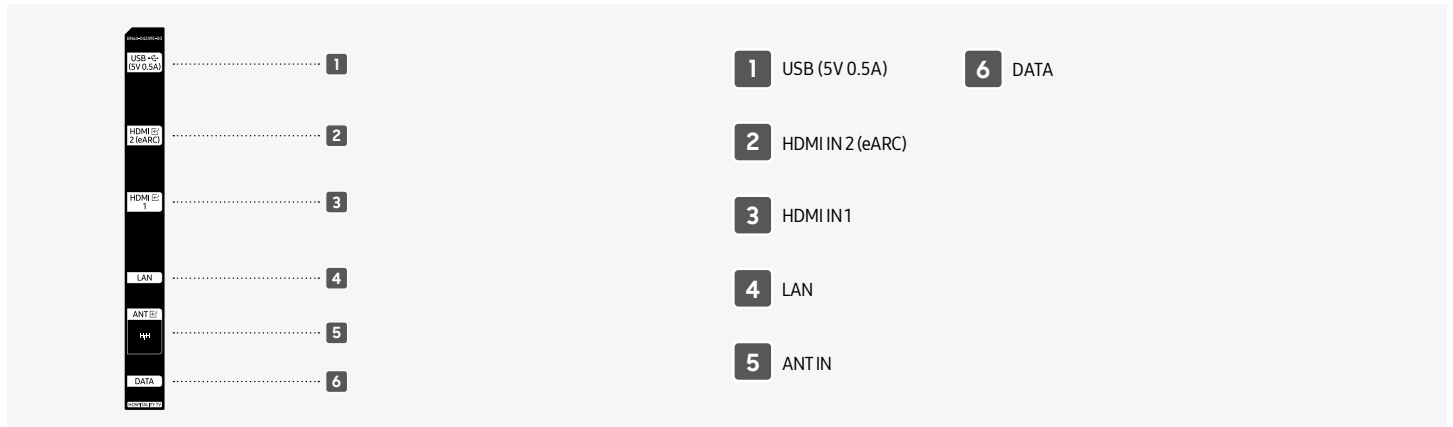 USB
(5V 0.5A)
1
HDMI
2 (eARC)
2
HDMI
1
3
LAN
4
ANT
5
DATA
6
HOSPITALITY TV
1 USB (5V 0.5A)
6 DATA
2 HDMI IN 2 (eARC)
3 HDMI IN 1
4 LAN
5 ANT IN